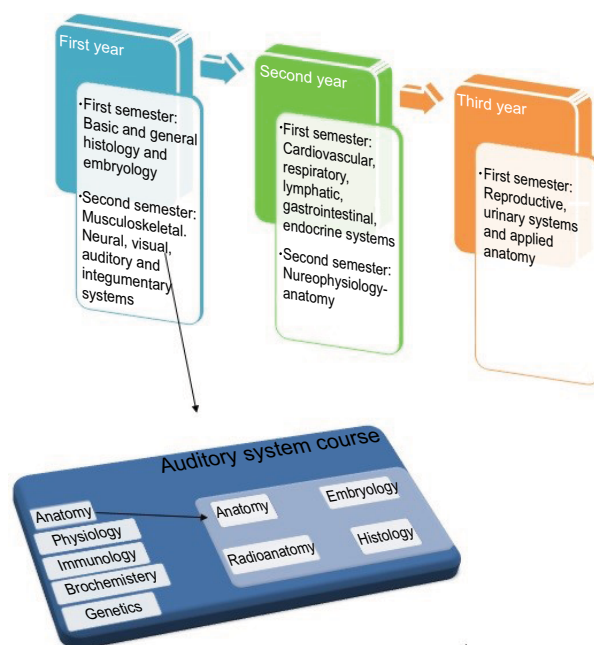 First year
·First semester:
Basic and general
histology and
embryology
·Second semester:
Musculoskeletal.
Neural, visual,
auditory and
integumentary
systems
Second year
·First semester:
Cardiovascular,
respiratory,
lymphatic,
gastrointestinal,
endocrine systems
·Second semester:
Nureophysiology-
anatomy
Third year
·First semester:
Reproductive,
urinary systems
and applied
anatomy
Auditory system course
Anatomy
Physiology
Immunology
Brochemistery
Genetics
Anatomy
Embryology
Radioanatomy
Histology